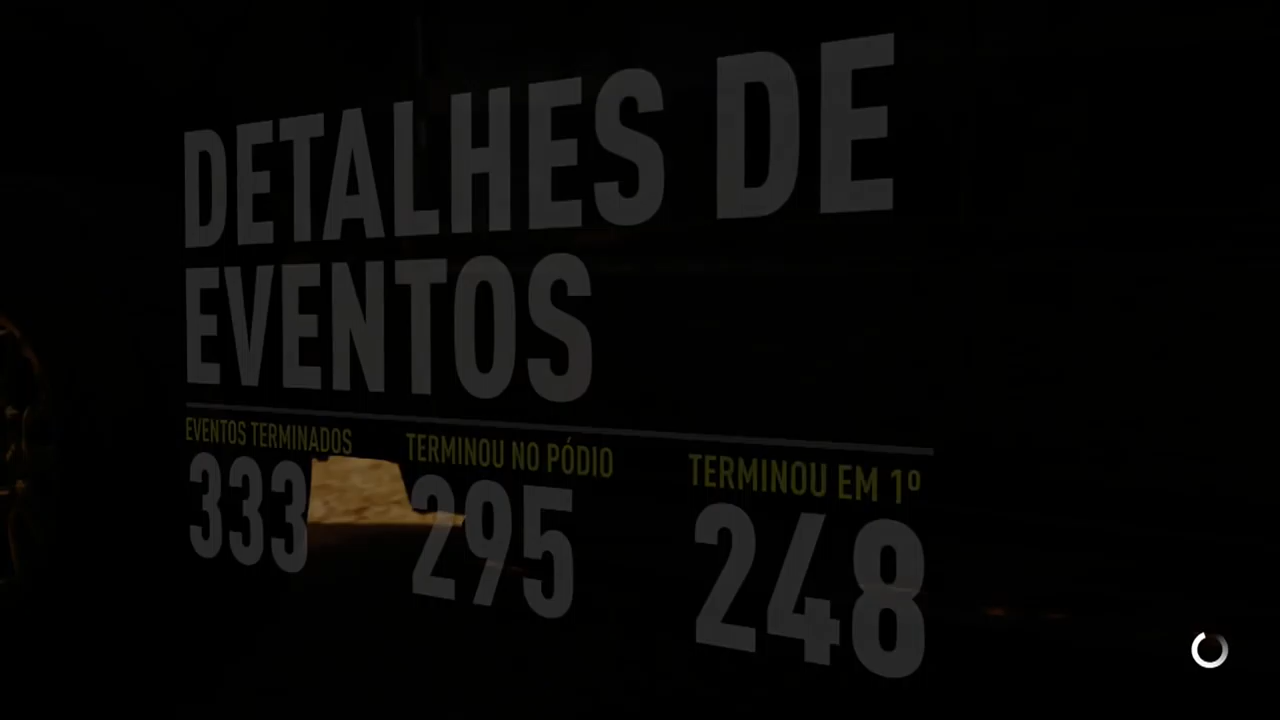 DETALHES DE
EVENTOS
EVENTOS TERMINADOS
TERMINOU NO PÓDIO
TERMINOU EM 1º
333
295
248